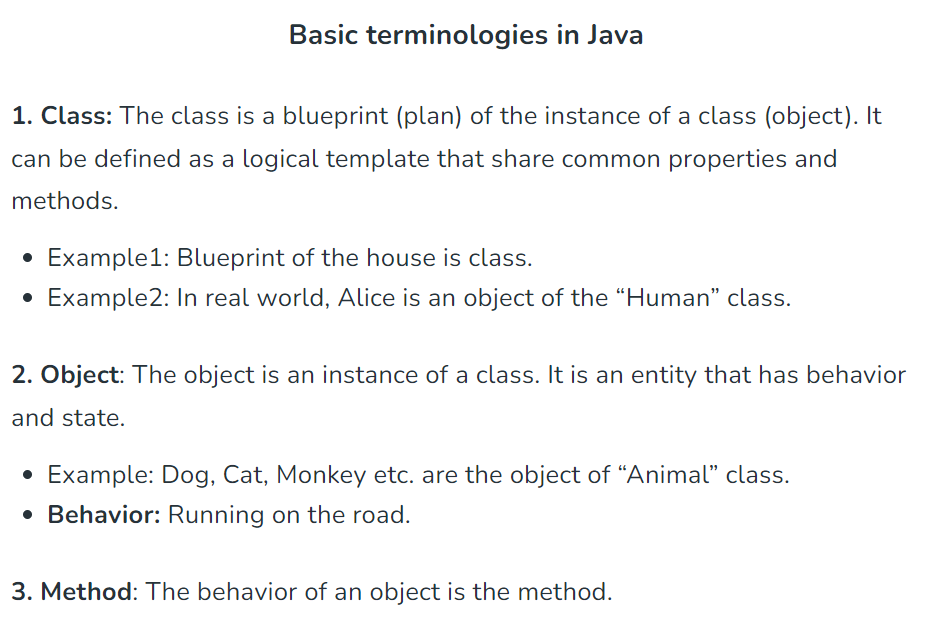 Basic terminologies in Java
1. Class: The class is a blueprint (plan) of the instance of a class (object). It
can be defined as a logical template that share common properties and
methods.
• Example1: Blueprint of the house is class.
• Example2: In real world, Alice is an object of the “Human” class.
2. Object: The object is an instance of a class. It is an entity that has behavior
and state.
• Example: Dog, Cat, Monkey etc. are the object of “Animal” class.
• Behavior: Running on the road.
3. Method: The behavior of an object is the method.